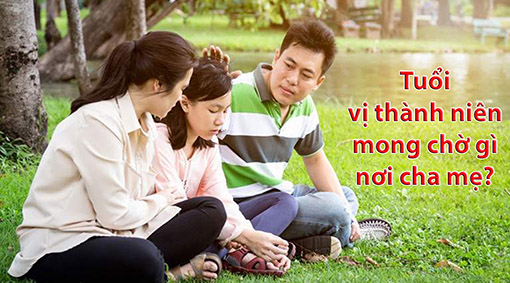 Tuổi
vị thành niên
mong chờ gì
nơi cha mẹ?